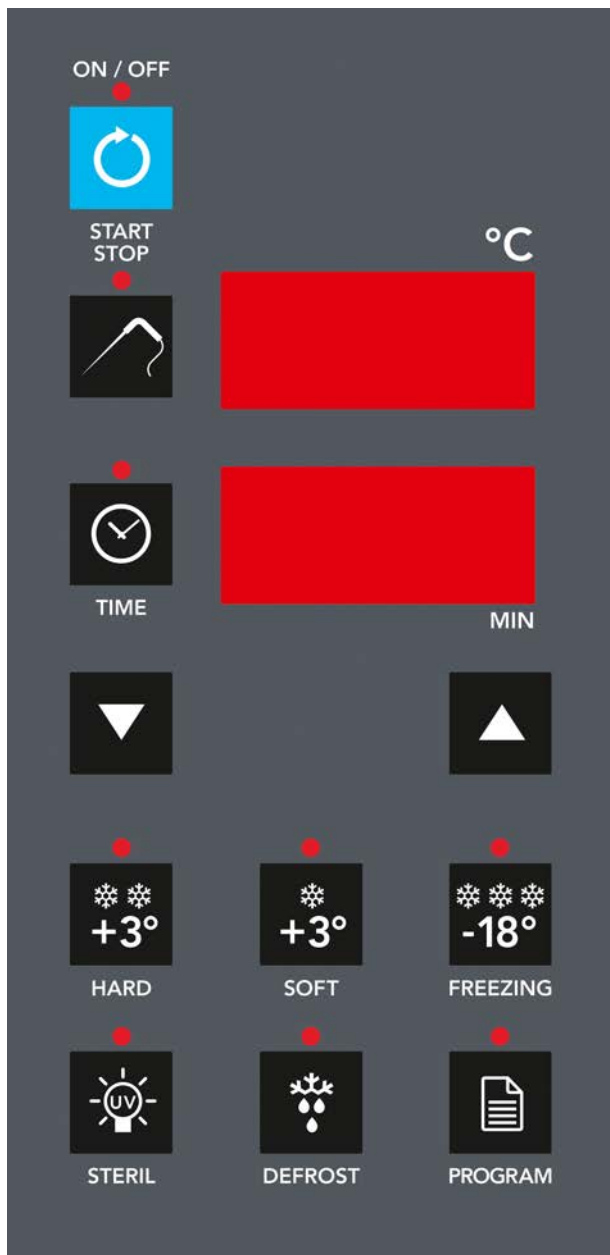 ON / OFF
START
STOP
°C
TIME
MIN
+3°
+3°
-18°
HARD
SOFT
FREEZING
UV
STERIL
DEFROST
PROGRAM